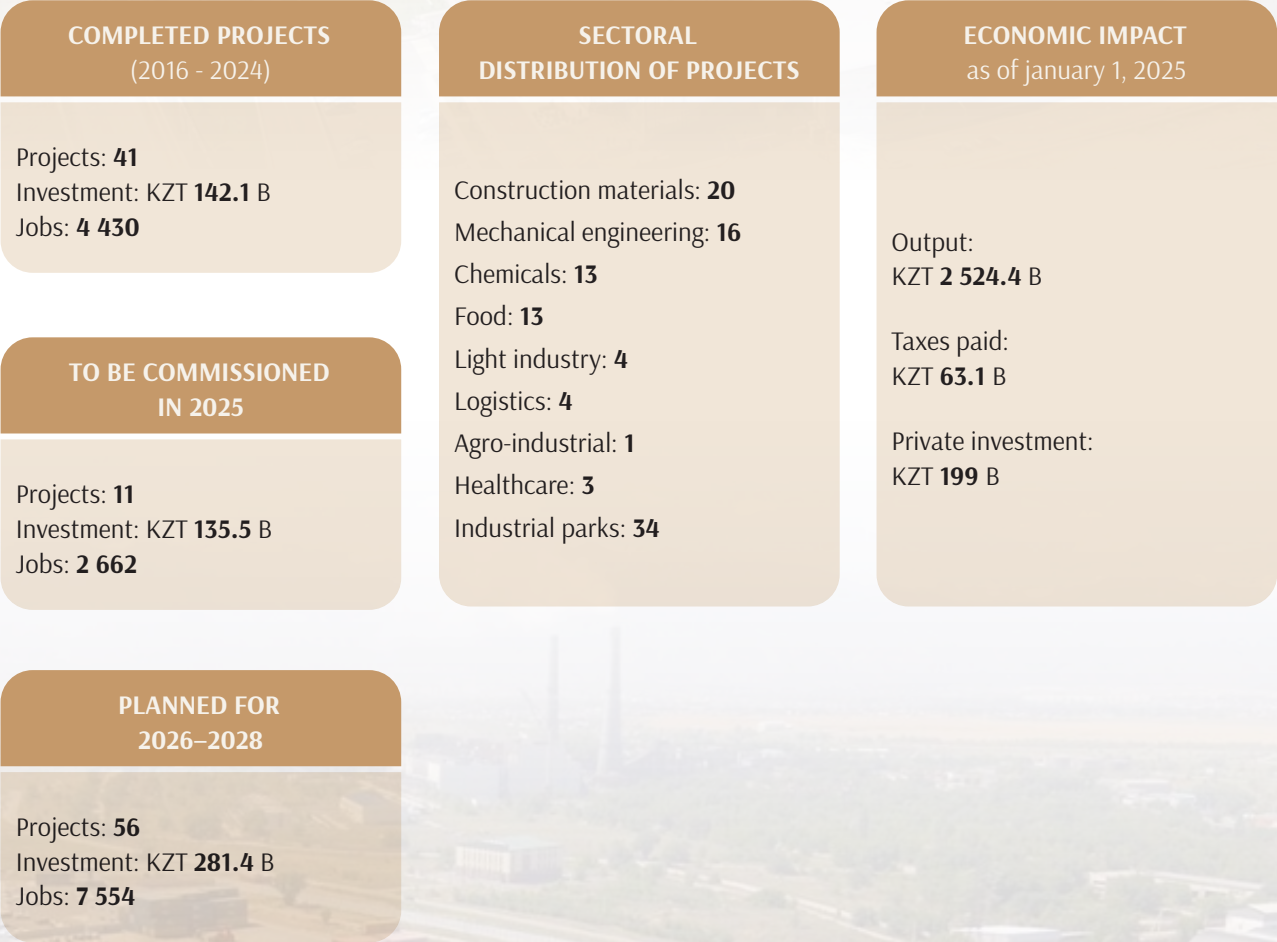 COMPLETED PROJECTS
(2016 - 2024)
Projects: 41
Investment: KZT 142.1 B
Jobs: 4 430
TO BE COMMISSIONED
IN 2025
Projects: 11
Investment: KZT 135.5 B
Jobs: 2 662
PLANNED FOR
2026–2028
Projects: 56
Investment: KZT 281.4 B
Jobs: 7 554
SECTORAL
DISTRIBUTION OF PROJECTS
Construction materials: 20
Mechanical engineering: 16
Chemicals: 13
Food: 13
Light industry: 4
Logistics: 4
Agro-industrial: 1
Healthcare: 3
Industrial parks: 34
ECONOMIC IMPACT
as of january 1, 2025
Output:
KZT 2 524.4 B
Taxes paid:
KZT 63.1 B
Private investment:
KZT 199 B